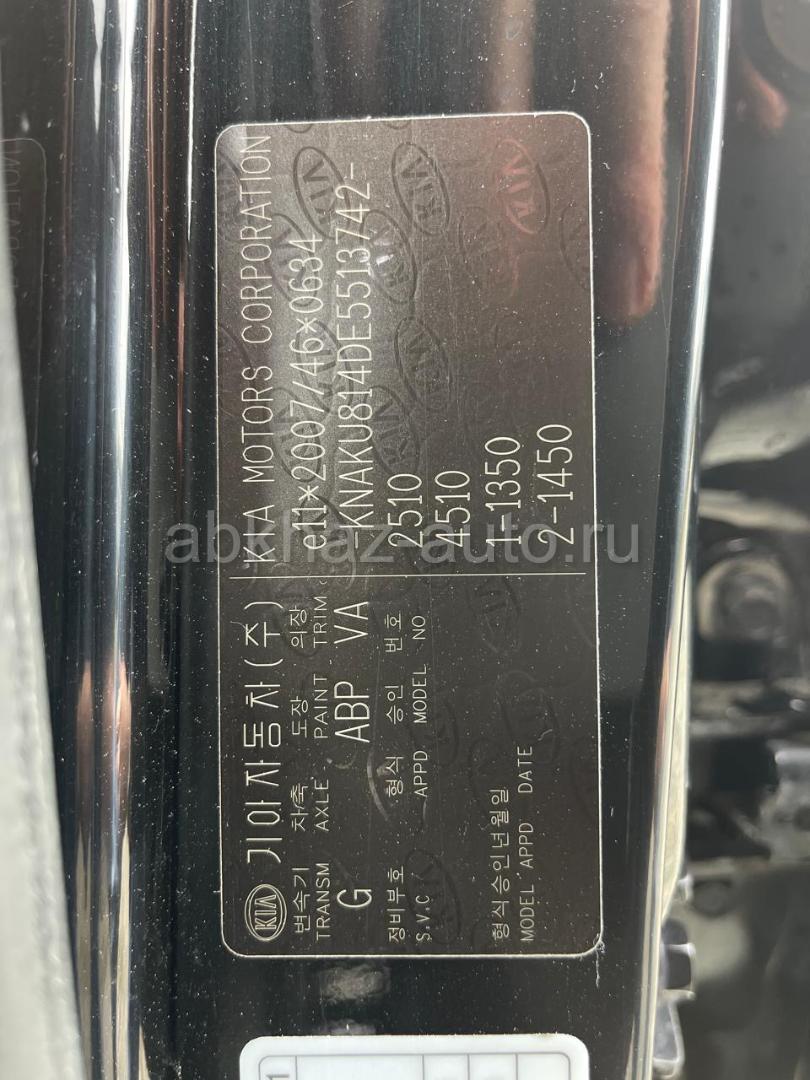 KIA 기아자동차(주) KIA MOTORS CORPORATION
변속기 차/축 도장 의장
TRANSM AXLE PAINT TRIM
e11*2007/46*0634
G ABP VA
-KNAKU814DE5513742-
정비부호 형식 승인 번호
S.V.C APPD MODEL NO
2510
4510
형식승인년월일
MODEL APPD DATE
1-1350
2-1450
abkhaz-auto.ru